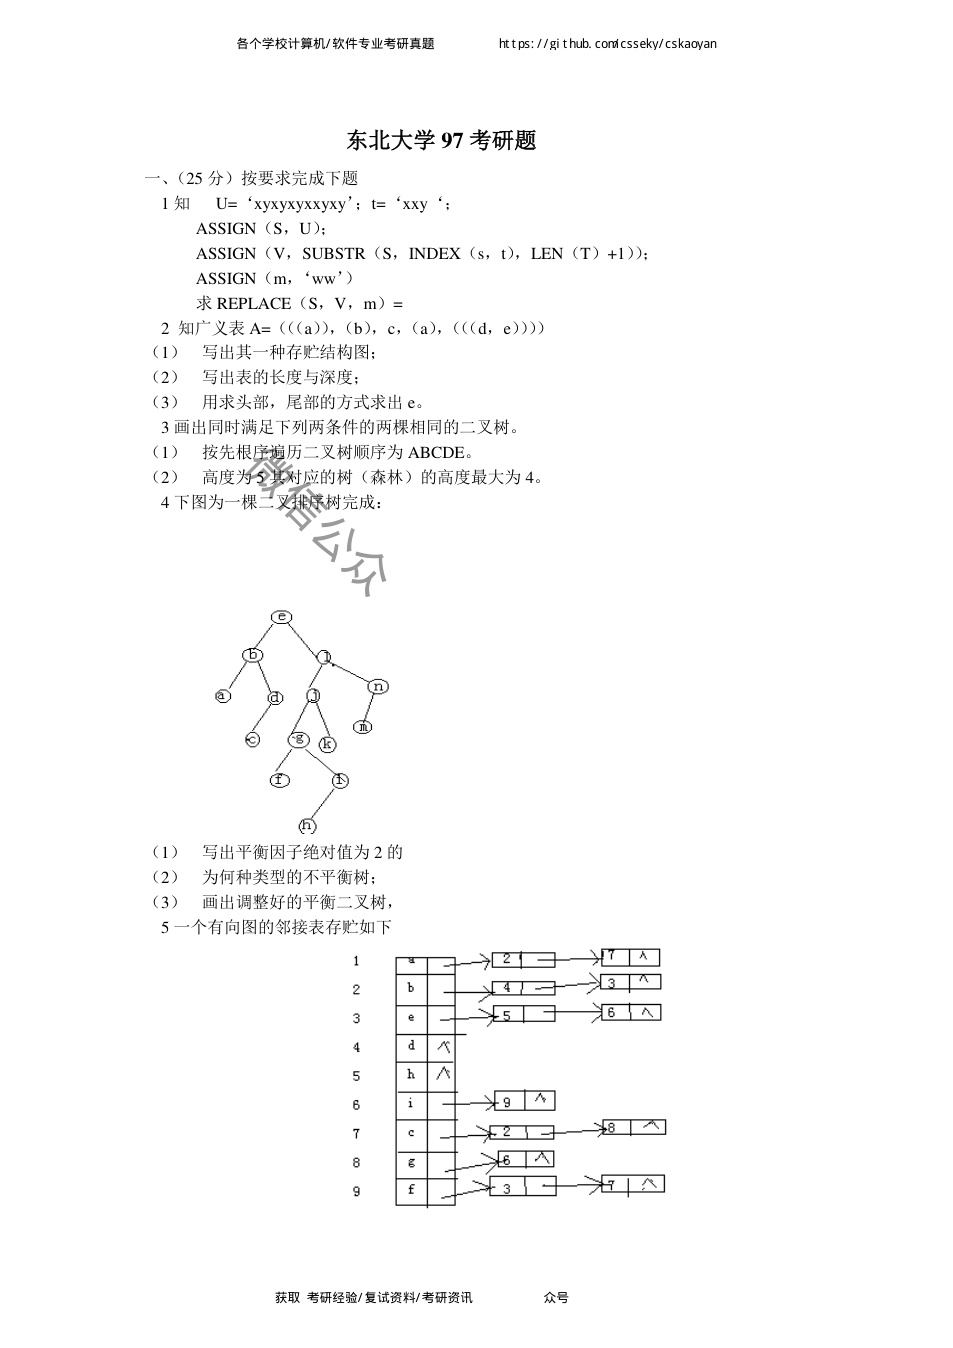 各个学校计算机/软件专业考研真题 https://github.com/csseky/cskaoyan
东北大学 97 考研题
一、（25 分）按要求完成下题
1 知 U=‘xyxyxyxxyxy’；t=‘xxy‘；
ASSIGN（S，U）；
ASSIGN（V，SUBSTR（S，INDEX（s，t），LEN（T）+1））；
ASSIGN（m，‘ww’）
求 REPLACE（S，V，m）=
2 知广义表 A=（（（a）），（b），c，（a），（（（d，e））））
（1） 写出其一种存贮结构图；
（2） 写出表的长度与深度；
（3） 用求头部，尾部的方式求出 e。
3 画出同时满足下列两条件的两棵相同的二叉树。
（1） 按先根序遍历二叉树顺序为 ABCDE。
（2） 高度为 5 其对应的树（森林）的高度最大为 4。
4 下图为一棵二叉排序树完成：
微信公众
e
b l
a d j n
c g k m
f i
h
（1） 写出平衡因子绝对值为 2 的
（2） 为何种类型的不平衡树；
（3） 画出调整好的平衡二叉树，
5 一个有向图的邻接表存贮如下
1 a 2 7 ^
2 b 4 3 ^
3 e 5 6 ^
4 d ^
5 h ^
6 i 9 ^
7 c 2 8 ^
8 g 6 ^
9 f 3 7 ^
获取 考研经验/复试资料/考研资讯 众号